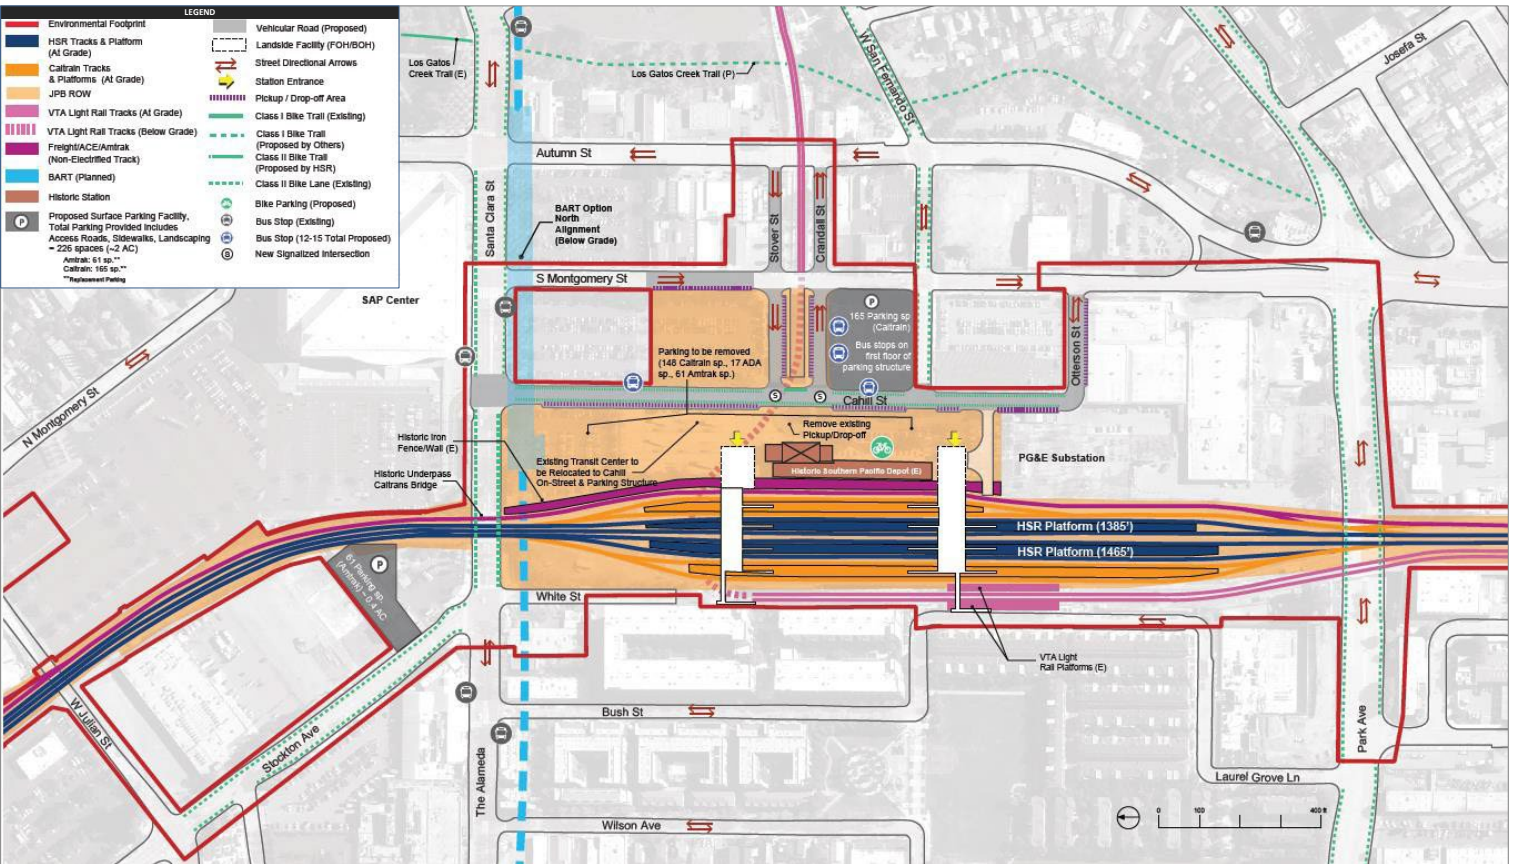 LEGEND
Environmental Footprint
HSR Tracks & Platform
(At Grade)
Caltrain Tracks
& Platforms (At Grade)
JPB ROW
VTA Light Rail Tracks (At Grade)
VTA Light Rail Tracks (Below Grade)
Freight/ACE/Amtrak
(Non-Electrified Track)
BART (Planned)
Historic Station
P
Proposed Surface Parking Facility,
Total Parking Provided Includes
Access Roads, Sidewalks, Landscaping
= 226 spaces (~2 AC)
Amtrak: 61 sp.**
Caltrain: 165 sp.**
**Replacement Parking
Vehicular Road (Proposed)
Landside Facility (FOH/BOH)
Street Directional Arrows
Station Entrance
Pickup / Drop-off Area
Class I Bike Trail (Existing)
Class I Bike Trail
(Proposed by Others)
Class II Bike Trail
(Proposed by HSR)
Class II Bike Lane (Existing)
Bike Parking (Proposed)
Bus Stop (Existing)
Bus Stop (12-15 Total Proposed)
S
New Signalized Intersection
Los Gatos
Creek Trail (E)
Los Gatos Creek Trail (P)
W San Fernando St
Josefa St
Autumn St
Santa Clara St
BART Option
North
Alignment
(Below Grade)
Stover St
Crandall St
S Montgomery St
SAP Center
N Montgomery St
P
165 Parking sp
(Caltrain)
Bus stops on
first floor of
parking structure
Otterson St
Parking to be removed
(148 Caltrain sp., 17 ADA
sp., 61 Amtrak sp.)
S
S
Cahill St
Remove existing
Pickup/Drop-off
Historic Iron
Fence/Wall (E)
Existing Transit Center to
be Relocated to Cahill
On-Street & Parking Structure
Historic Southern Pacific Depot (E)
PG&E Substation
Historic Underpass
Caltrans Bridge
HSR Platform (1385')
HSR Platform (1465')
P
61 Parking sp.
(Amtrak) ~0.4 AC
White St
VTA Light
Rail Platforms (E)
W Julian St
Stockton Ave
Bush St
The Alameda
Park Ave
Laurel Grove Ln
Wilson Ave
0 100 400 ft